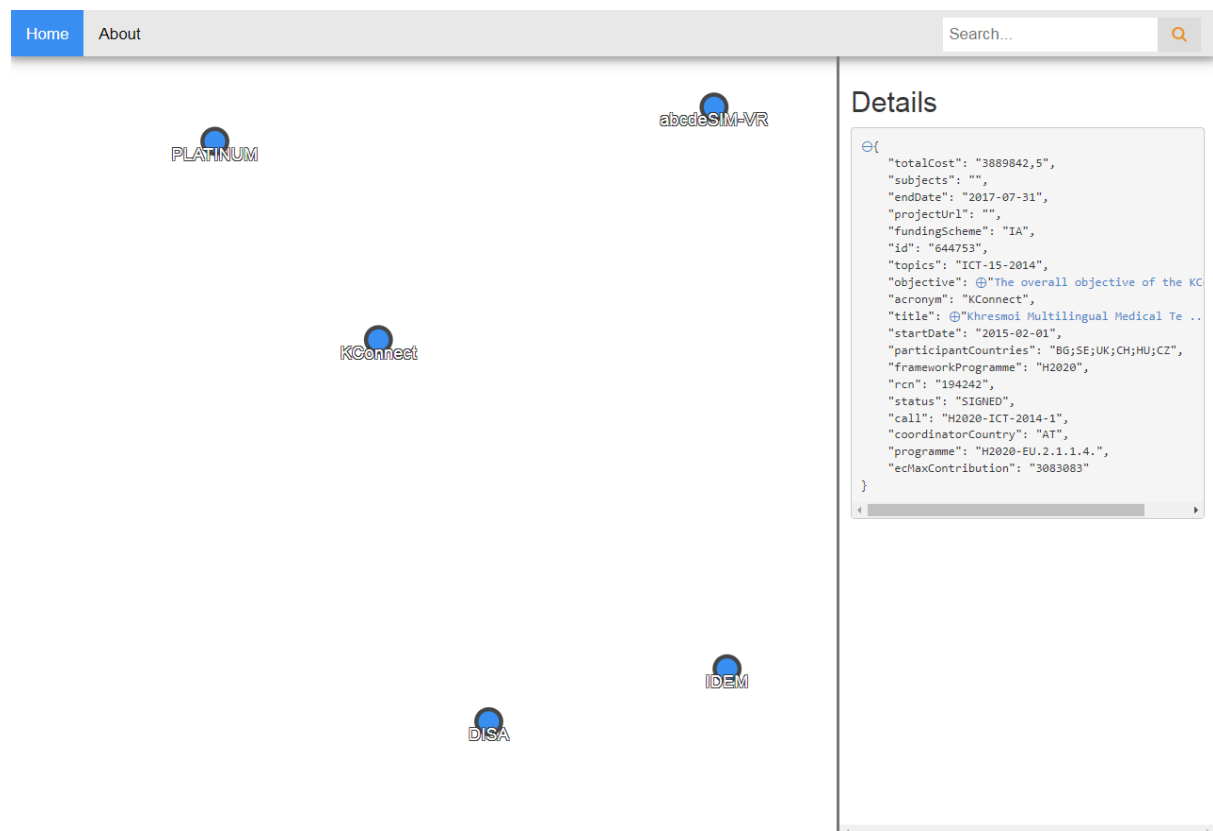 Home About Search...
abcdeSIM-VR
PLATINUM
KConnect
IDEM
DISA
Details
{
"totalCost": "3889842,5",
"subjects": "",
"endDate": "2017-07-31",
"projectUrl": "",
"fundingScheme": "IA",
"id": "644753",
"topics": "ICT-15-2014",
"objective": "The overall objective of the KC
"acronym": "KConnect",
"title": "Khresmoi Multilingual Medical Te ..
"startDate": "2015-02-01",
"participantCountries": "BG;SE;UK;CH;HU;CZ",
"frameworkProgramme": "H2020",
"rcn": "194242",
"status": "SIGNED",
"call": "H2020-ICT-2014-1",
"coordinatorCountry": "AT",
"programme": "H2020-EU.2.1.1.4.",
"ecMaxContribution": "3083083"
}